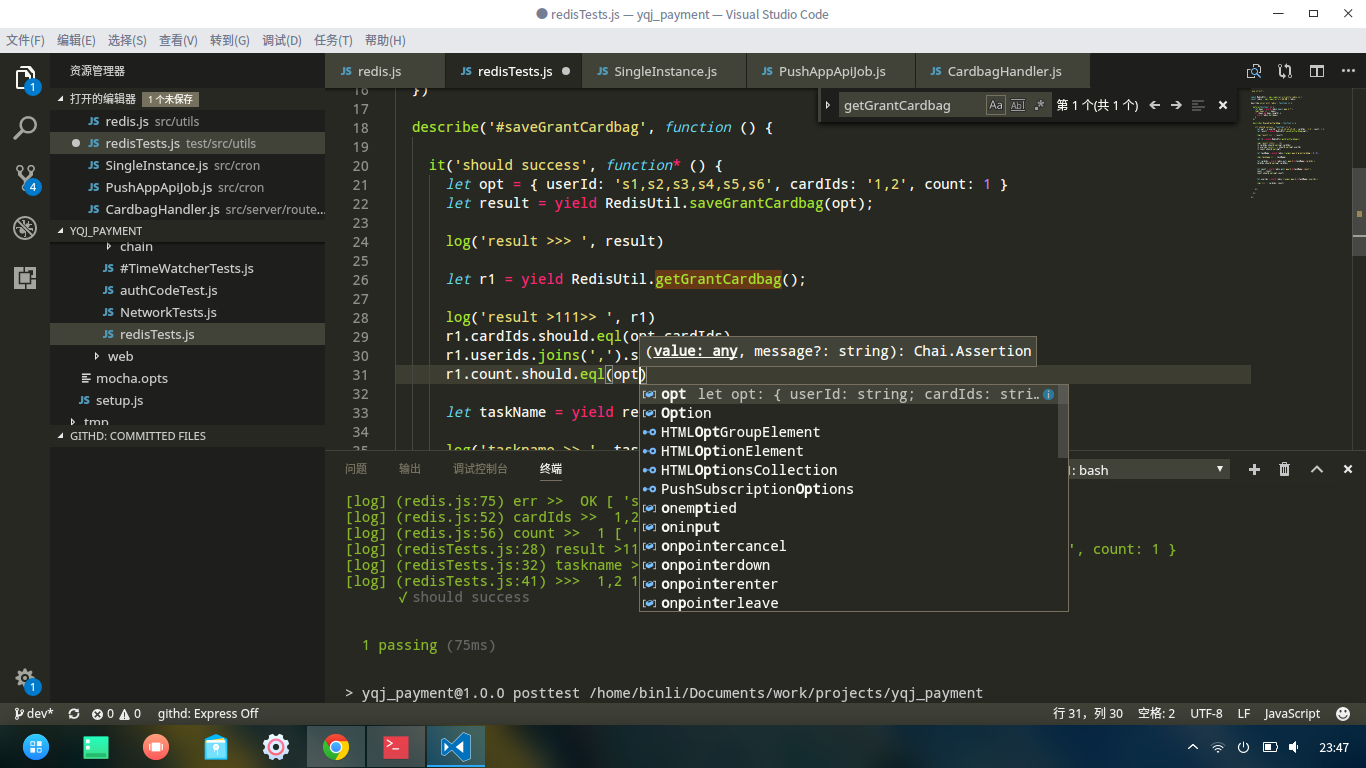 redisTests.js — yqj_payment — Visual Studio Code
文件(F) 编辑(E) 选择(S) 查看(V) 转到(G) 调试(D) 任务(T) 帮助(H)
资源管理器
打开的编辑器 1 个未保存
JS redis.js src/utils
JS redisTests.js test/src/utils
JS SingleInstance.js src/cron
JS PushAppApiJob.js src/cron
JS CardbagHandler.js src/server/route...
YQJ_PAYMENT
chain
JS #TimeWatcherTests.js
JS authCodeTest.js
JS NetworkTests.js
JS redisTests.js
web
mocha.opts
JS setup.js
tmp
GITHD: COMMITTED FILES
1
4
1
JS redis.js JS redisTests.js JS SingleInstance.js JS PushAppApiJob.js JS CardbagHandler.js
getGrantCardbag Aa Abl .* 第 1 个(共 1 个)
16 })
17
18 describe('#saveGrantCardbag', function () {
19
20 it('should success', function* () {
21 let opt = { userId: 's1,s2,s3,s4,s5,s6', cardIds: '1,2', count: 1 }
22 let result = yield RedisUtil.saveGrantCardbag(opt);
23
24 log('result >>> ', result)
25
26 let r1 = yield RedisUtil.getGrantCardbag();
27
28 log('result >111>> ', r1)
29 r1.cardIds.should.eql(opt.cardIds)
30 r1.userids.joins(',').s
31 r1.count.should.eql(opt)
32
33 let taskName = yield re
34
35 log('taskname >> ', tas
(value: any, message?: string): Chai.Assertion
opt let opt: { userId: string; cardIds: stri...
Option
HTMLOptGroupElement
HTMLOptionElement
HTMLOptionsCollection
PushSubscriptionOptions
onemptied
oninput
onpointercancel
onpointerdown
onpointerenter
onpointerleave
问题 输出 调试控制台 终端 1: bash
[log] (redis.js:75) err >>  OK [ 's
[log] (redis.js:52) cardIds >>  1,2
[log] (redis.js:56) count >>  1 [ '
[log] (redisTests.js:28) result >11 ', count: 1 }
[log] (redisTests.js:32) taskname >
[log] (redisTests.js:41) >>>  1,2 1
√ should success
1 passing (75ms)
> yqj_payment@1.0.0 posttest /home/binli/Documents/work/projects/yqj_payment
dev* 0 0 githd: Express Off 行 31，列 30 空格: 2 UTF-8 LF JavaScript
23:47